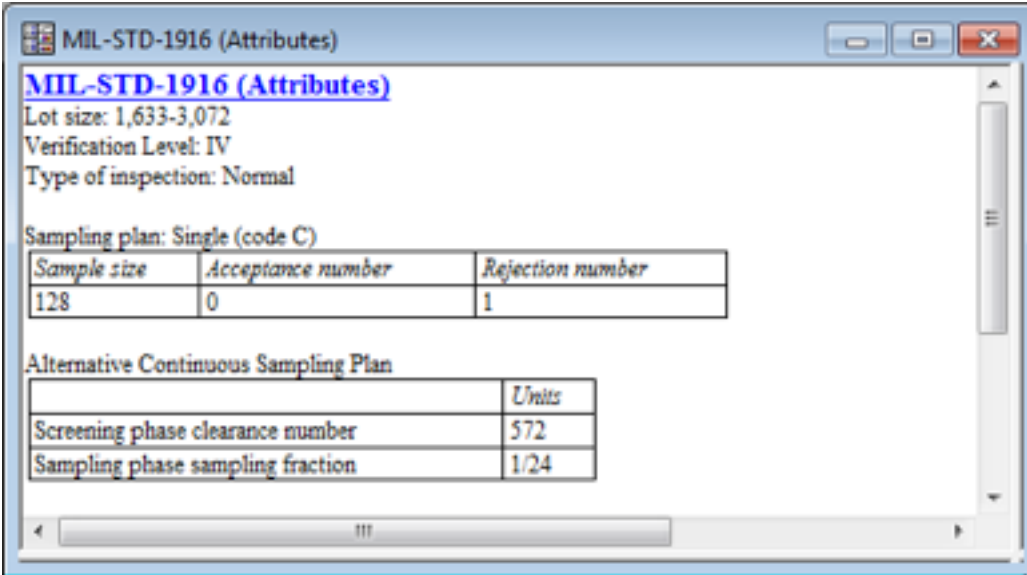 MIL-STD-1916 (Attributes)
MIL-STD-1916 (Attributes)
Lot size: 1,633-3,072
Verification Level: IV
Type of inspection: Normal
Sampling plan: Single (code C)
Sample size Acceptance number Rejection number
128 0 1
Alternative Continuous Sampling Plan
Units
Screening phase clearance number 572
Sampling phase sampling fraction 1/24